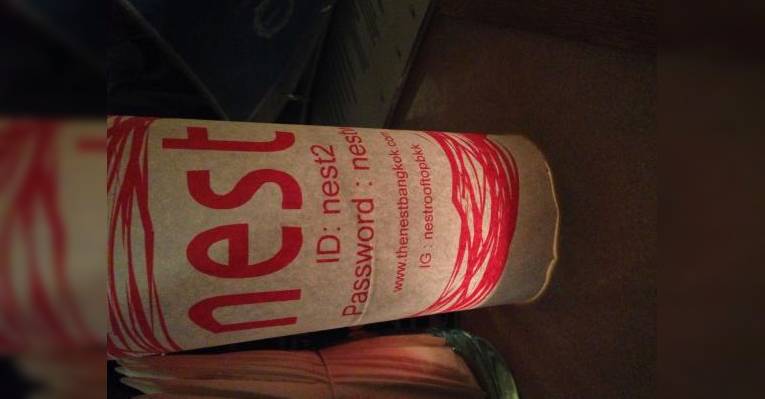 nest
ID: nest2
Password : nest
www.thenestbangkok.com
IG : nestrooftopbkk